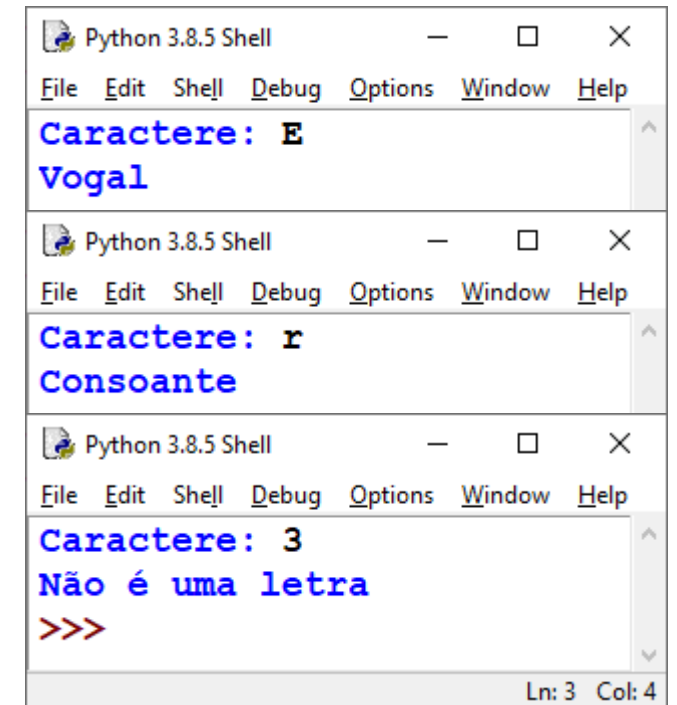 Python 3.8.5 Shell
File Edit Shell Debug Options Window Help
Caractere: E
Vogal
Python 3.8.5 Shell
File Edit Shell Debug Options Window Help
Caractere: r
Consoante
Python 3.8.5 Shell
File Edit Shell Debug Options Window Help
Caractere: 3
Não é uma letra
>>>
Ln: 3 Col: 4